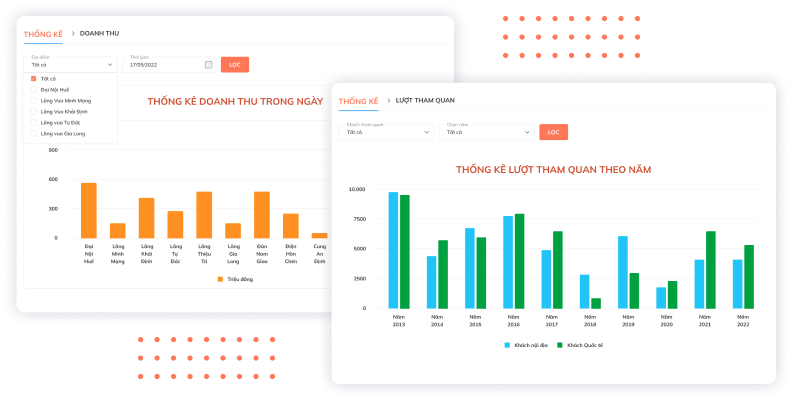 THỐNG KÊ > DOANH THU
Địa điểm
Tất cả
Thời gian
17/05/2022
LỌC
Tất cả
Đại Nội Huế
Lăng Vua Minh Mạng
Lăng Vua Khải Định
Lăng vua Tự Đức
Lăng vua Gia Long
THỐNG KÊ DOANH THU TRONG NGÀY
900
600
300
0
Đại Nội Huế
Lăng Minh Mạng
Lăng Khải Định
Lăng Tự Đức
Lăng Thiệu Trị
Lăng Gia Long
Đàn Nam Giao
Điện Hòn Chén
Cung An Định
Triệu đồng
THỐNG KÊ > LƯỢT THAM QUAN
Khách tham quan
Tất cả
Chọn năm
Tất cả
LỌC
THỐNG KÊ LƯỢT THAM QUAN THEO NĂM
10.000
7500
5000
2500
0
Năm 2013
Năm 2014
Năm 2015
Năm 2016
Năm 2017
Năm 2018
Năm 2019
Năm 2020
Năm 2021
Năm 2022
Khách nội địa
Khách Quốc tế